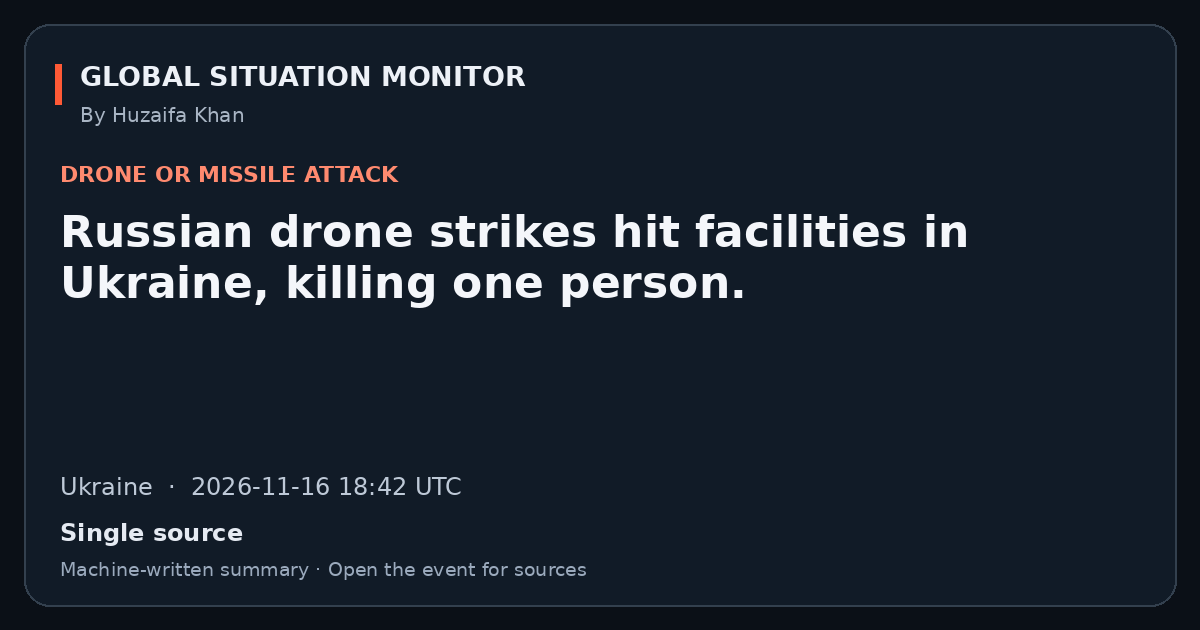 GLOBAL SITUATION MONITOR
By Huzaifa Khan
DRONE OR MISSILE ATTACK
Russian drone strikes hit facilities in
Ukraine, killing one person.
Ukraine · 2026-11-16 18:42 UTC
Single source
Machine-written summary · Open the event for sources